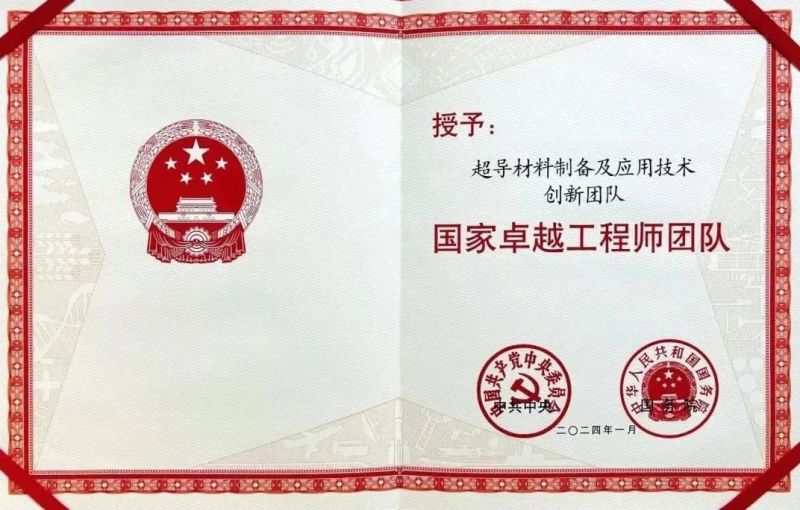 授予：
超导材料制备及应用技术
创新团队
国家卓越工程师团队
中国共产党中央委员会
中共中央
中华人民共和国国务院
国务院
二〇二四年一月